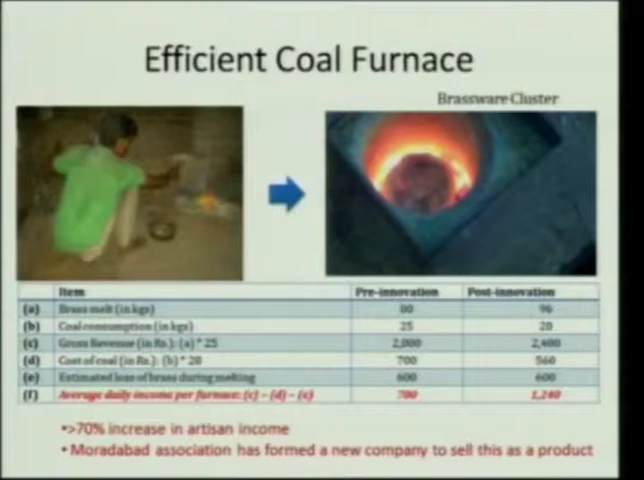 Efficient Coal Furnace
Brassware Cluster
Item Pre-innovation Post-innovation
(a) Brass melt (in kgs) 80 96
(b) Coal consumption (in kgs) 25 20
(c) Gross Revenue (in Rs.): (a) * 25 2,000 2,400
(d) Cost of coal (in Rs.): (b) * 28 700 560
(e) Estimated loss of brass during melting 600 600
(f) Average daily income per furnace: (c) – (d) – (e) 700 1,240
•>70% increase in artisan income
• Moradabad association has formed a new company to sell this as a product